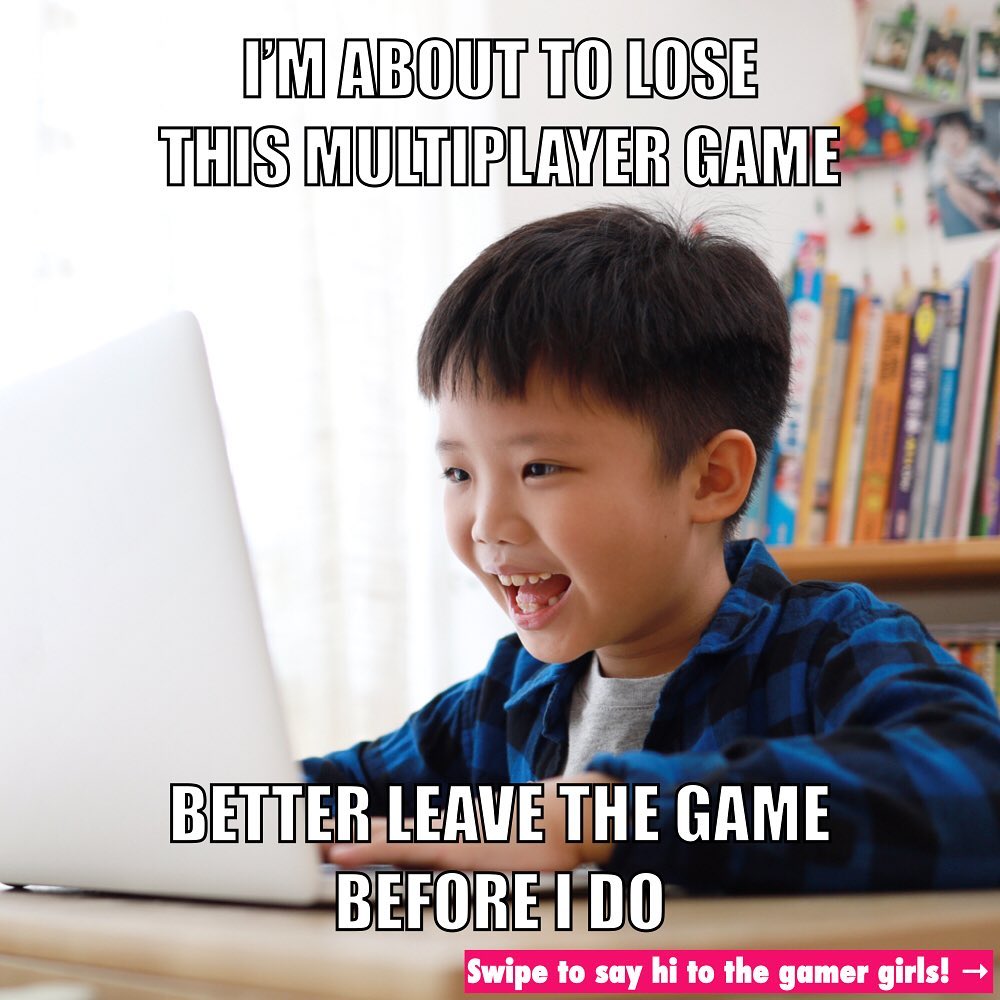 I'M ABOUT TO LOSE
THIS MULTIPLAYER GAME
BETTER LEAVE THE GAME
BEFORE I DO
Swipe to say hi to the gamer girls! →